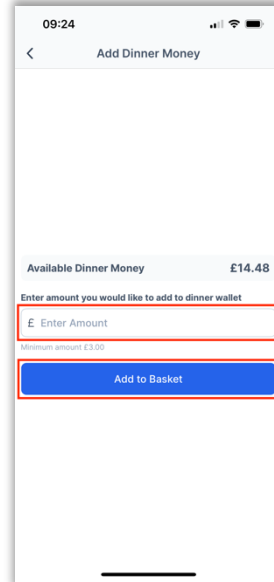 09:24
Add Dinner Money
Available Dinner Money £14.48
Enter amount you would like to add to dinner wallet
£ Enter Amount
Minimum amount £3.00
Add to Basket